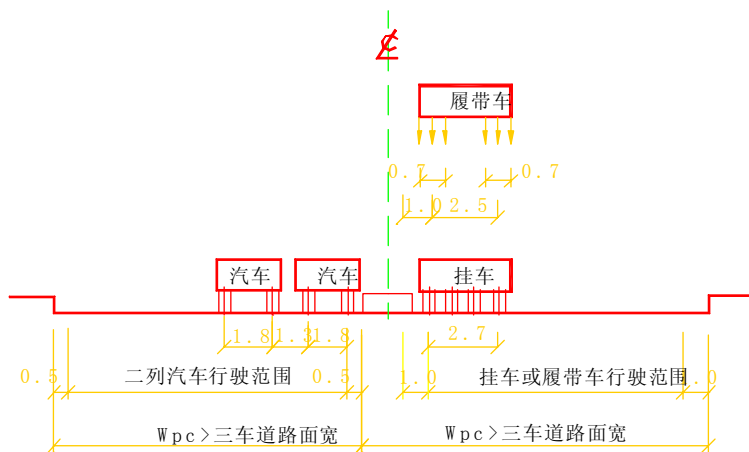 ℄
履带车
0.7 0.7
1.0 2.5
汽车 汽车 挂车
1.8 1.3 1.8 2.7
0.5 二列汽车行驶范围 0.5 1.0 挂车或履带车行驶范围 .0
Wpc>三车道路面宽 Wpc>三车道路面宽